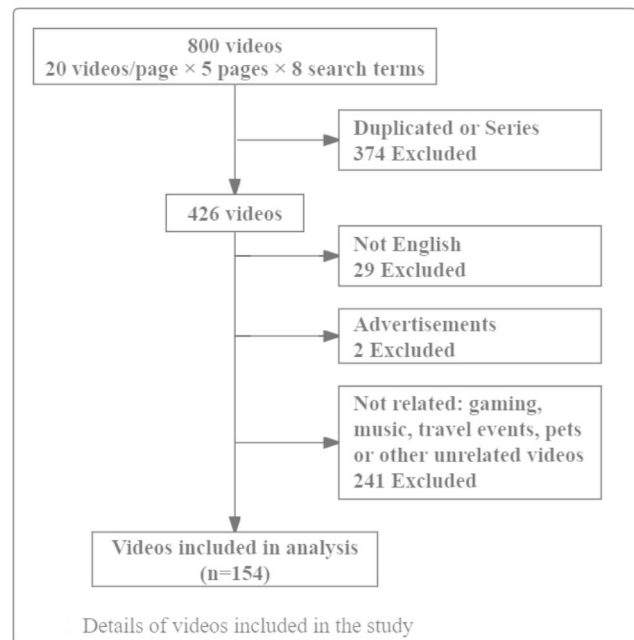 800 videos
20 videos/page × 5 pages × 8 search terms
Duplicated or Series
374 Excluded
426 videos
Not English
29 Excluded
Advertisements
2 Excluded
Not related: gaming,
music, travel events, pets
or other unrelated videos
241 Excluded
Videos included in analysis
(n=154)
Details of videos included in the study